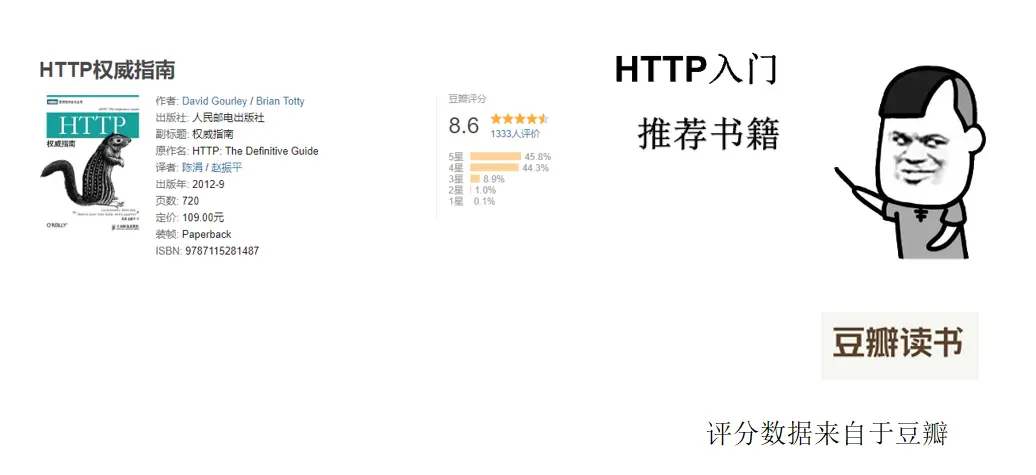 HTTP权威指南
作者: David Gourley / Brian Totty
出版社: 人民邮电出版社
副标题: 权威指南
原作名: HTTP: The Definitive Guide
译者: 陈涓 / 赵振平
出版年: 2012-9
页数: 720
定价: 109.00元
装帧: Paperback
ISBN: 9787115281487
HTTP
权威指南
O'REILLY
豆瓣评分
8.6
1333人评价
5星 45.8%
4星 44.3%
3星 8.9%
2星 1.0%
1星 0.1%
HTTP入门
推荐书籍
豆瓣读书
评分数据来自于豆瓣